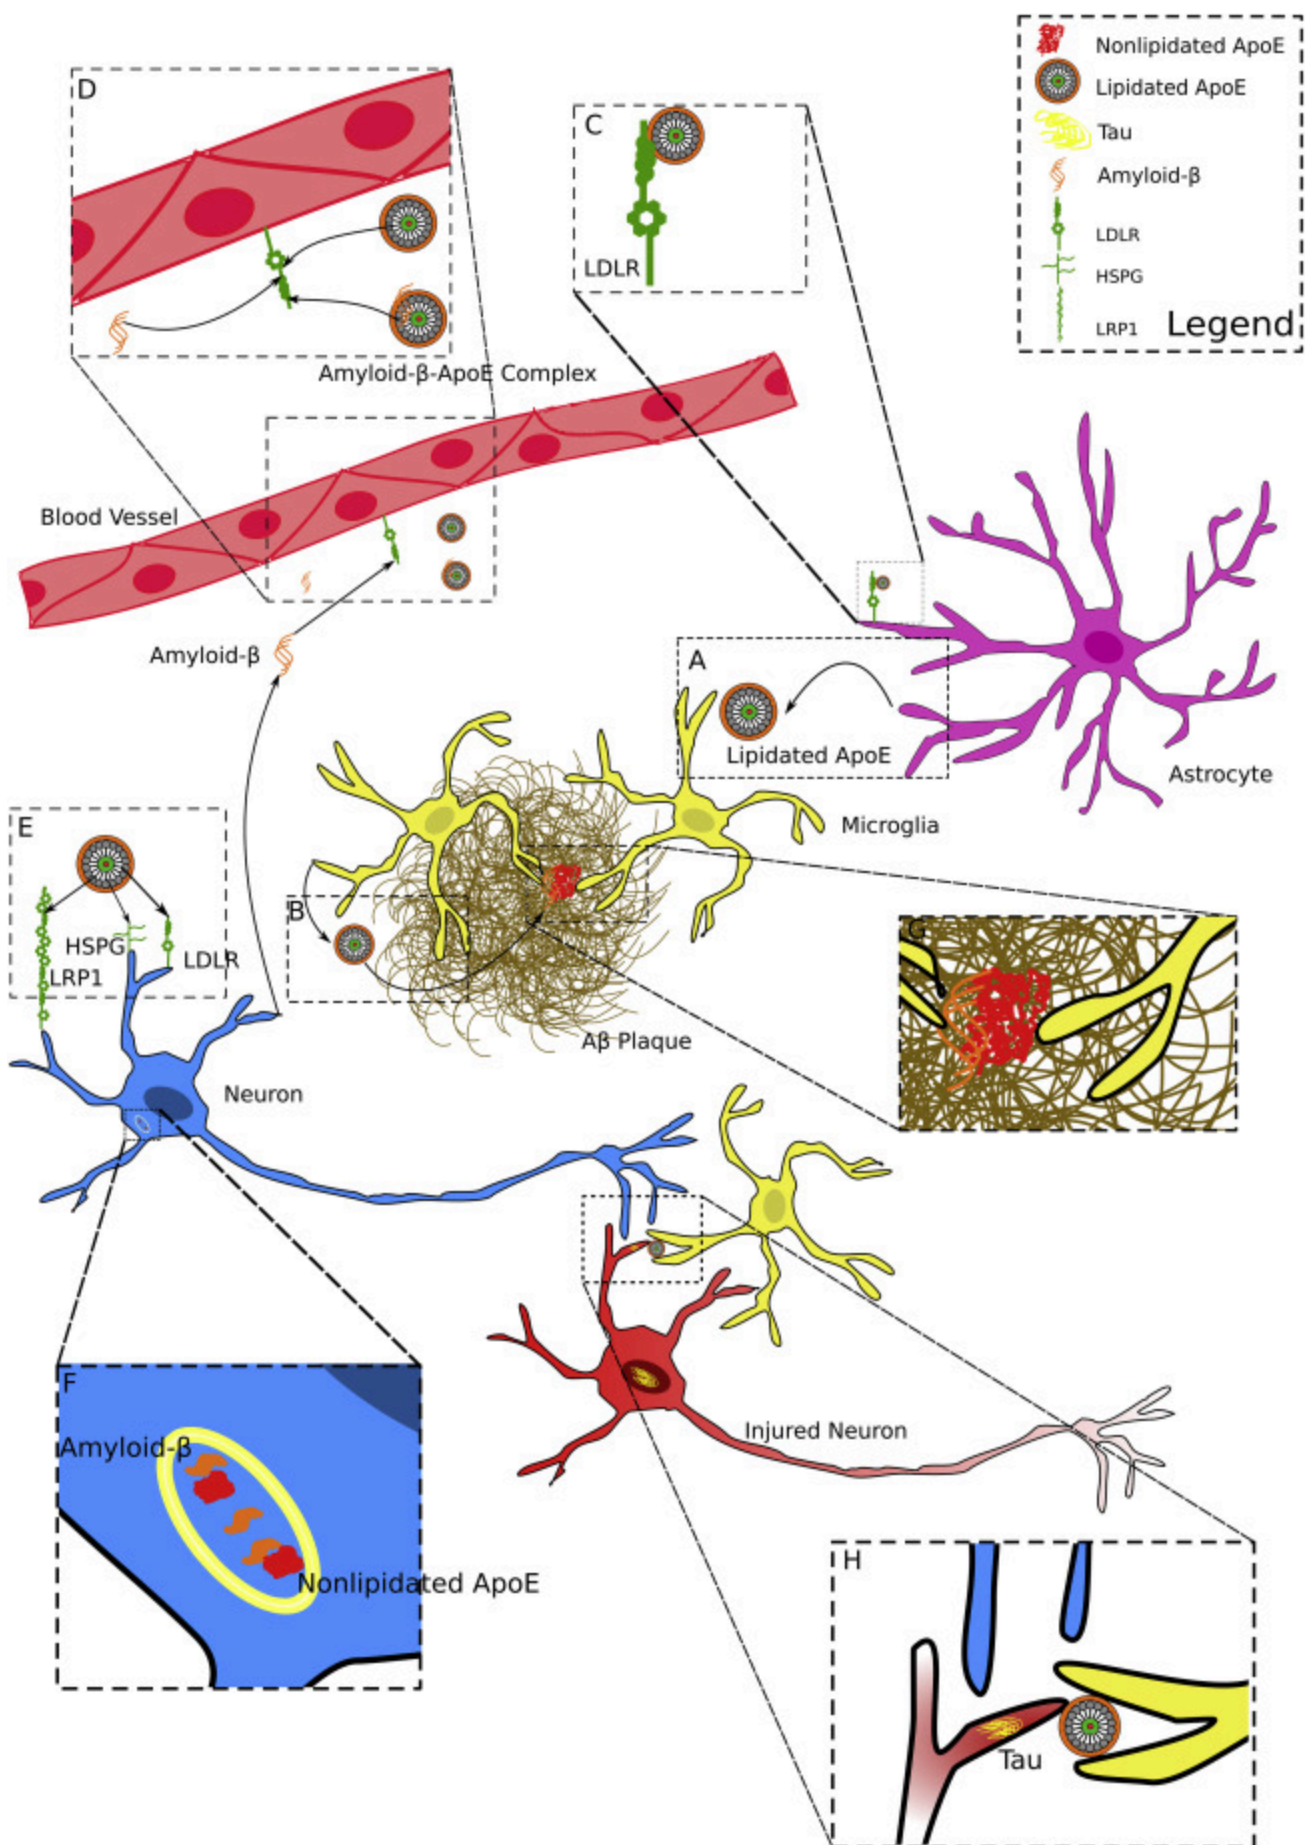 Nonlipidated ApoE
Lipidated ApoE
Tau
Amyloid-β
LDLR
HSPG
LRP1
Legend
D
C
LDLR
Amyloid-β-ApoE Complex
Blood Vessel
Amyloid-β
A
Lipidated ApoE
Astrocyte
Microglia
E
HSPG
LRP1
LDLR
B
G
Aβ Plaque
Neuron
F
Amyloid-β
Nonlipidated ApoE
Injured Neuron
H
Tau